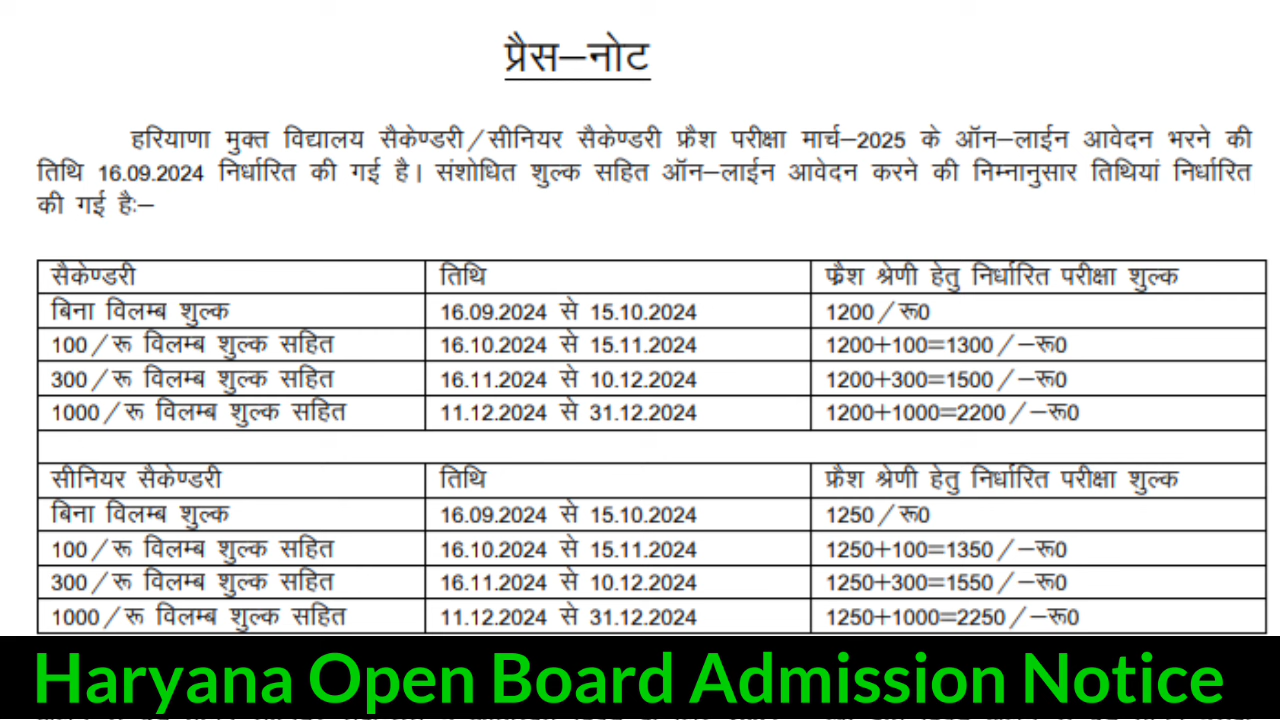 प्रैस–नोट
हरियाणा मुक्त विद्यालय सैकेण्डरी/सीनियर सैकेण्डरी फ्रैश परीक्षा मार्च–2025 के ऑन–लाईन आवेदन भरने की
तिथि 16.09.2024 निर्धारित की गई है। संशोधित शुल्क सहित ऑन–लाईन आवेदन करने की निम्नानुसार तिथियां निर्धारित
की गई हैः–
सैकेण्डरी तिथि फ्रैश श्रेणी हेतु निर्धारित परीक्षा शुल्क
बिना विलम्ब शुल्क 16.09.2024 से 15.10.2024 1200/रू0
100/रू विलम्ब शुल्क सहित 16.10.2024 से 15.11.2024 1200+100=1300/–रू0
300/रू विलम्ब शुल्क सहित 16.11.2024 से 10.12.2024 1200+300=1500/–रू0
1000/रू विलम्ब शुल्क सहित 11.12.2024 से 31.12.2024 1200+1000=2200/–रू0
सीनियर सैकेण्डरी तिथि फ्रैश श्रेणी हेतु निर्धारित परीक्षा शुल्क
बिना विलम्ब शुल्क 16.09.2024 से 15.10.2024 1250/रू0
100/रू विलम्ब शुल्क सहित 16.10.2024 से 15.11.2024 1250+100=1350/–रू0
300/रू विलम्ब शुल्क सहित 16.11.2024 से 10.12.2024 1250+300=1550/–रू0
1000/रू विलम्ब शुल्क सहित 11.12.2024 से 31.12.2024 1250+1000=2250/–रू0
Haryana Open Board Admission Notice